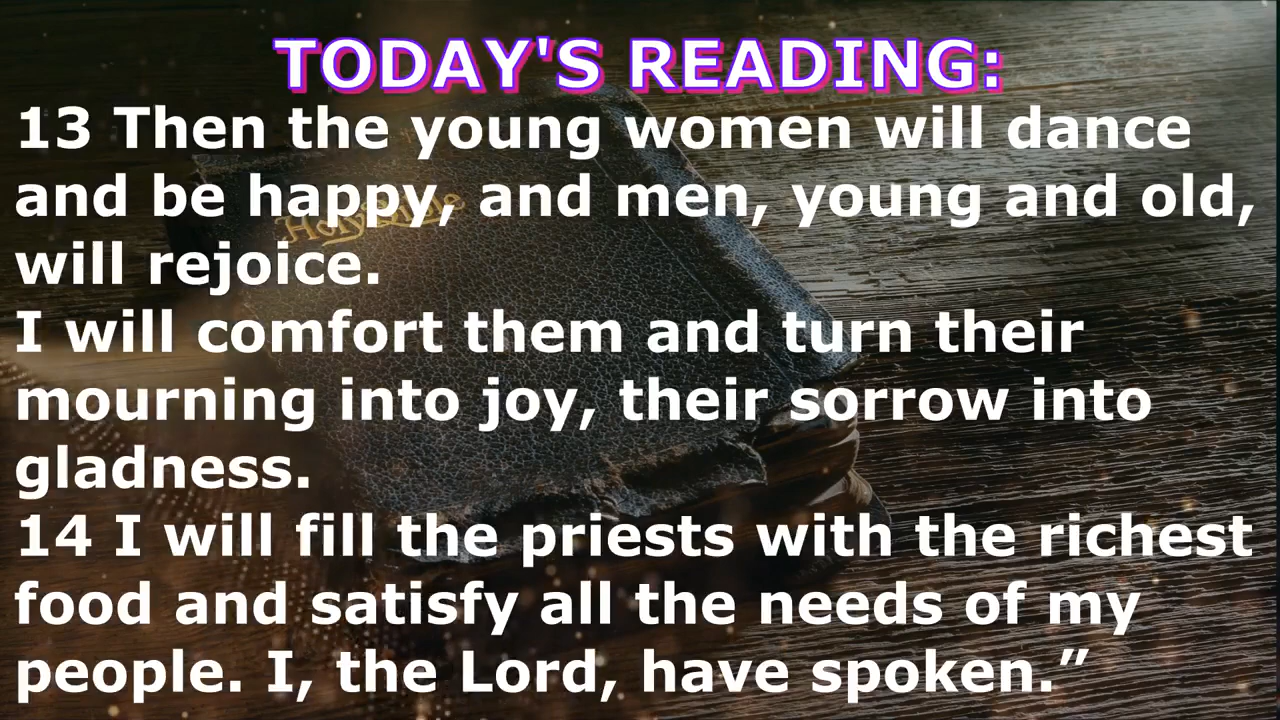 TODAY'S READING:
13 Then the young women will dance
and be happy, and men, young and old,
will rejoice.
I will comfort them and turn their
mourning into joy, their sorrow into
gladness.
14 I will fill the priests with the richest
food and satisfy all the needs of my
people. I, the Lord, have spoken.”
Holy Bible